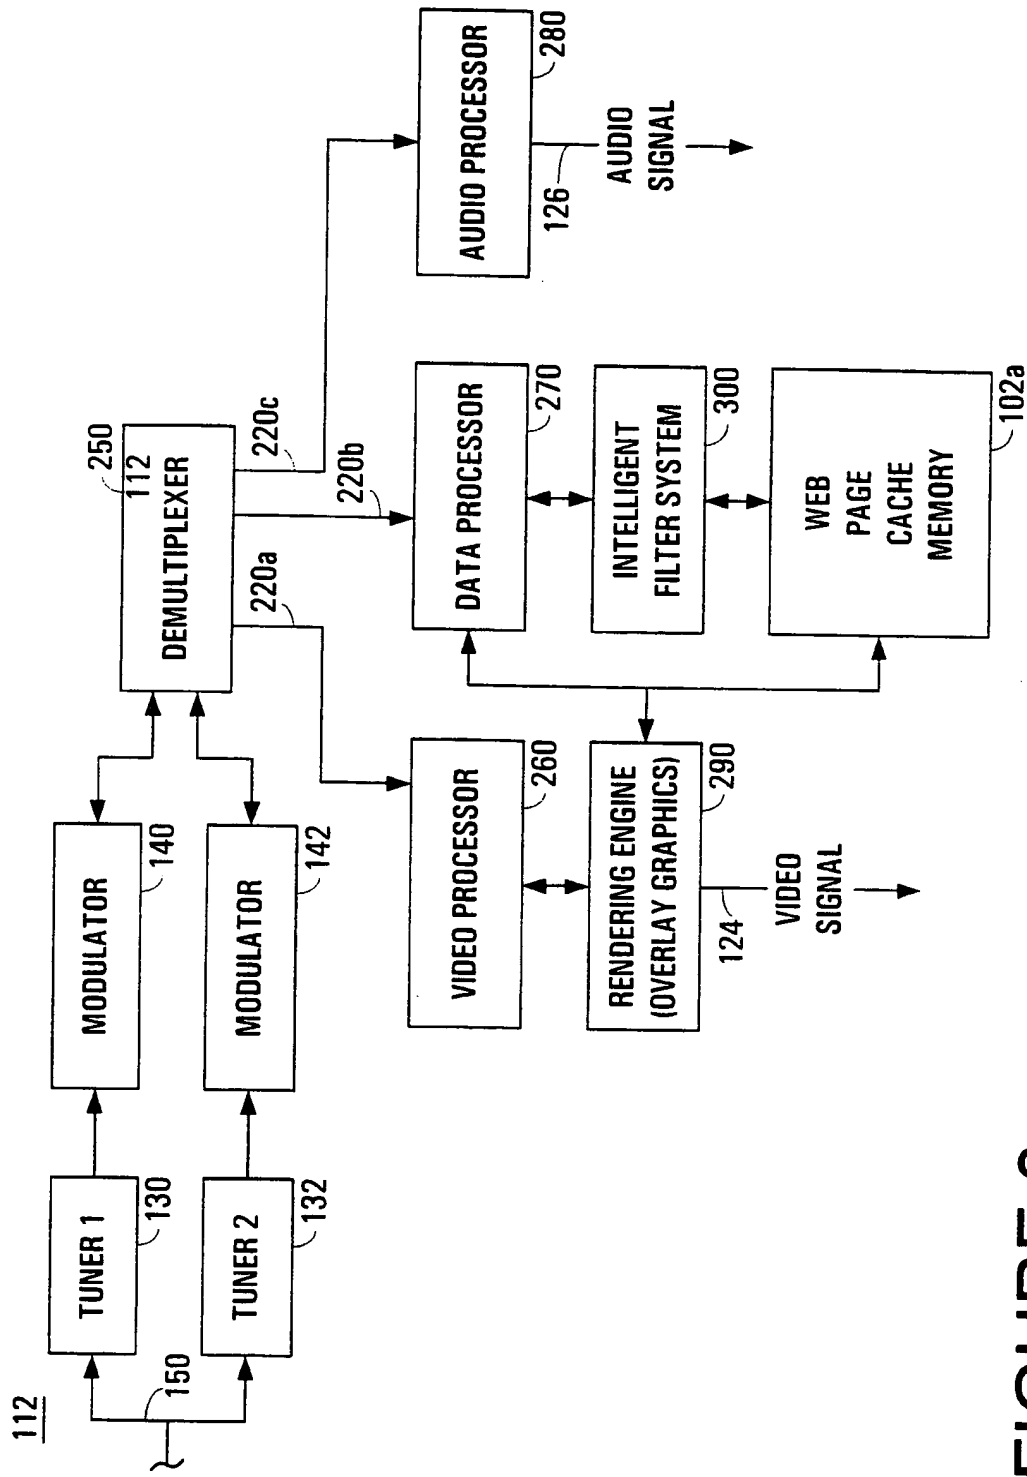 112
150
TUNER 1
130
MODULATOR
140
TUNER 2
132
MODULATOR
142
250
112
DEMULTIPLEXER
220a
220b
220c
VIDEO PROCESSOR
260
DATA PROCESSOR
270
AUDIO PROCESSOR
280
RENDERING ENGINE
(OVERLAY GRAPHICS)
290
INTELLIGENT
FILTER SYSTEM
300
126
AUDIO
SIGNAL
124
VIDEO
SIGNAL
WEB
PAGE
CACHE
MEMORY
102a
FIGURE